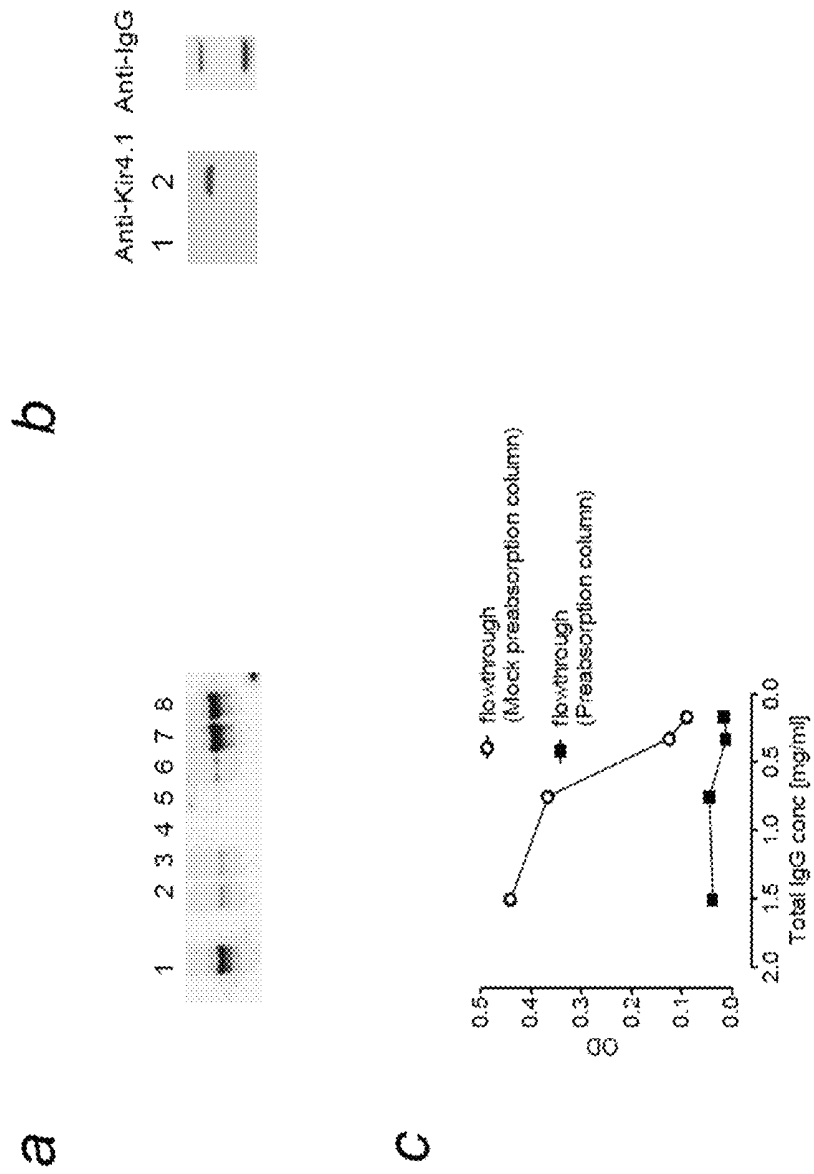 a
1 2 3 4 5 6 7 8
*
b
Anti-Kir4.1 Anti-IgG
1 2
c
OD
0.5
0.4
0.3
0.2
0.1
0.0
2.0 1.5 1.0 0.5 0.0
Total IgG conc [mg/ml]
flowthrough
(Mock preabsorption column)
flowthrough
(Preabsorption column)